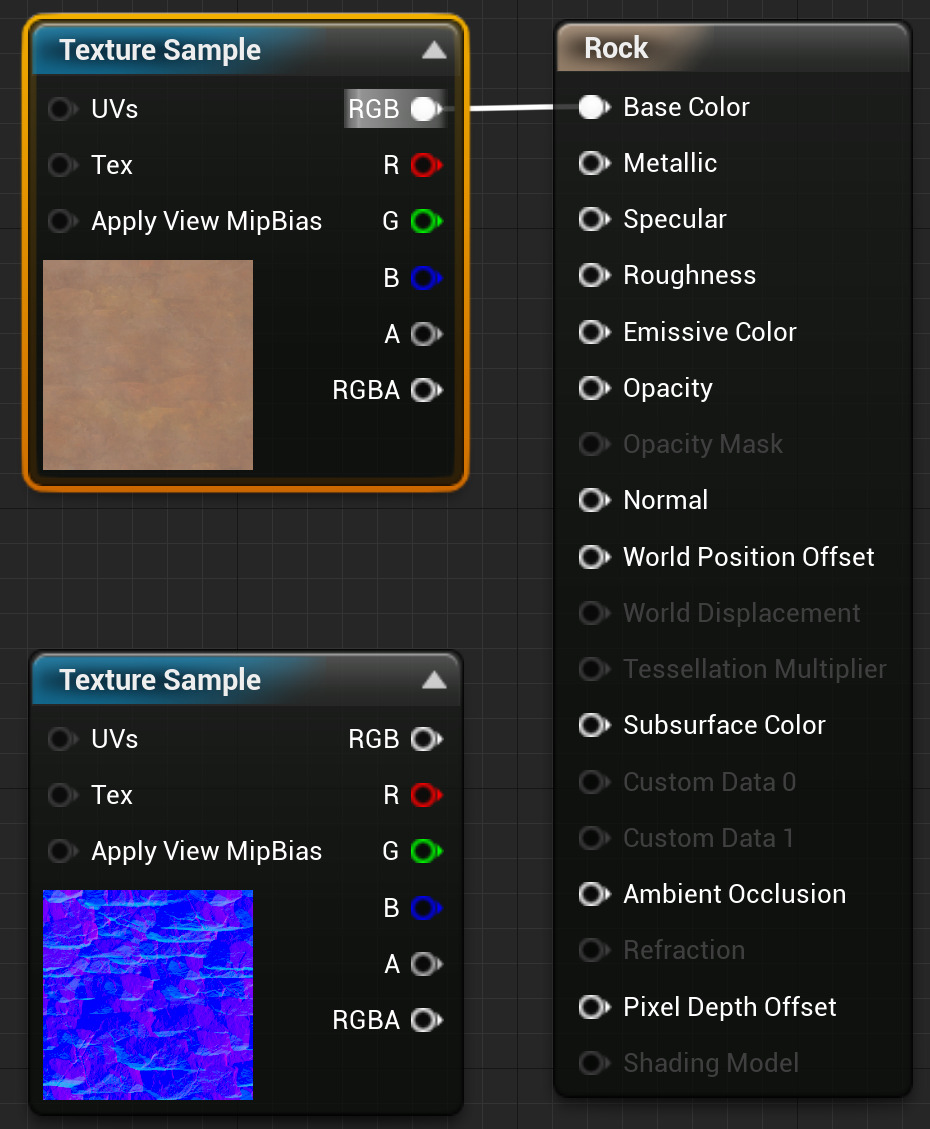 Texture Sample
UVs
RGB
Tex
R
Apply View MipBias
G
B
A
RGBA
Texture Sample
UVs
RGB
Tex
R
Apply View MipBias
G
B
A
RGBA
Rock
Base Color
Metallic
Specular
Roughness
Emissive Color
Opacity
Opacity Mask
Normal
World Position Offset
World Displacement
Tessellation Multiplier
Subsurface Color
Custom Data 0
Custom Data 1
Ambient Occlusion
Refraction
Pixel Depth Offset
Shading Model